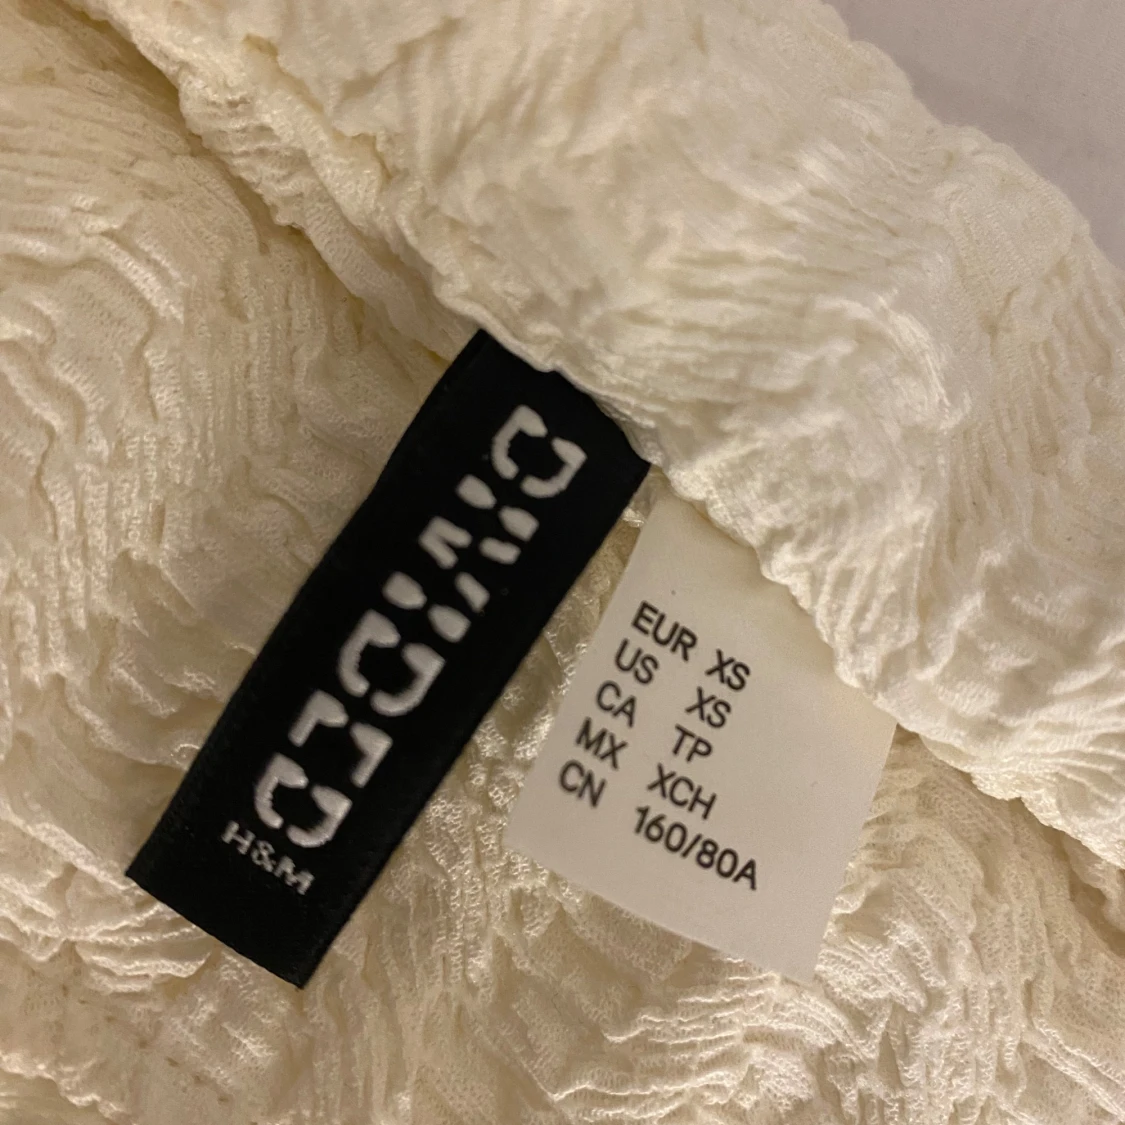 DIVIDED
H&M
EUR XS
US XS
CA TP
MX XCH
CN 160/80A